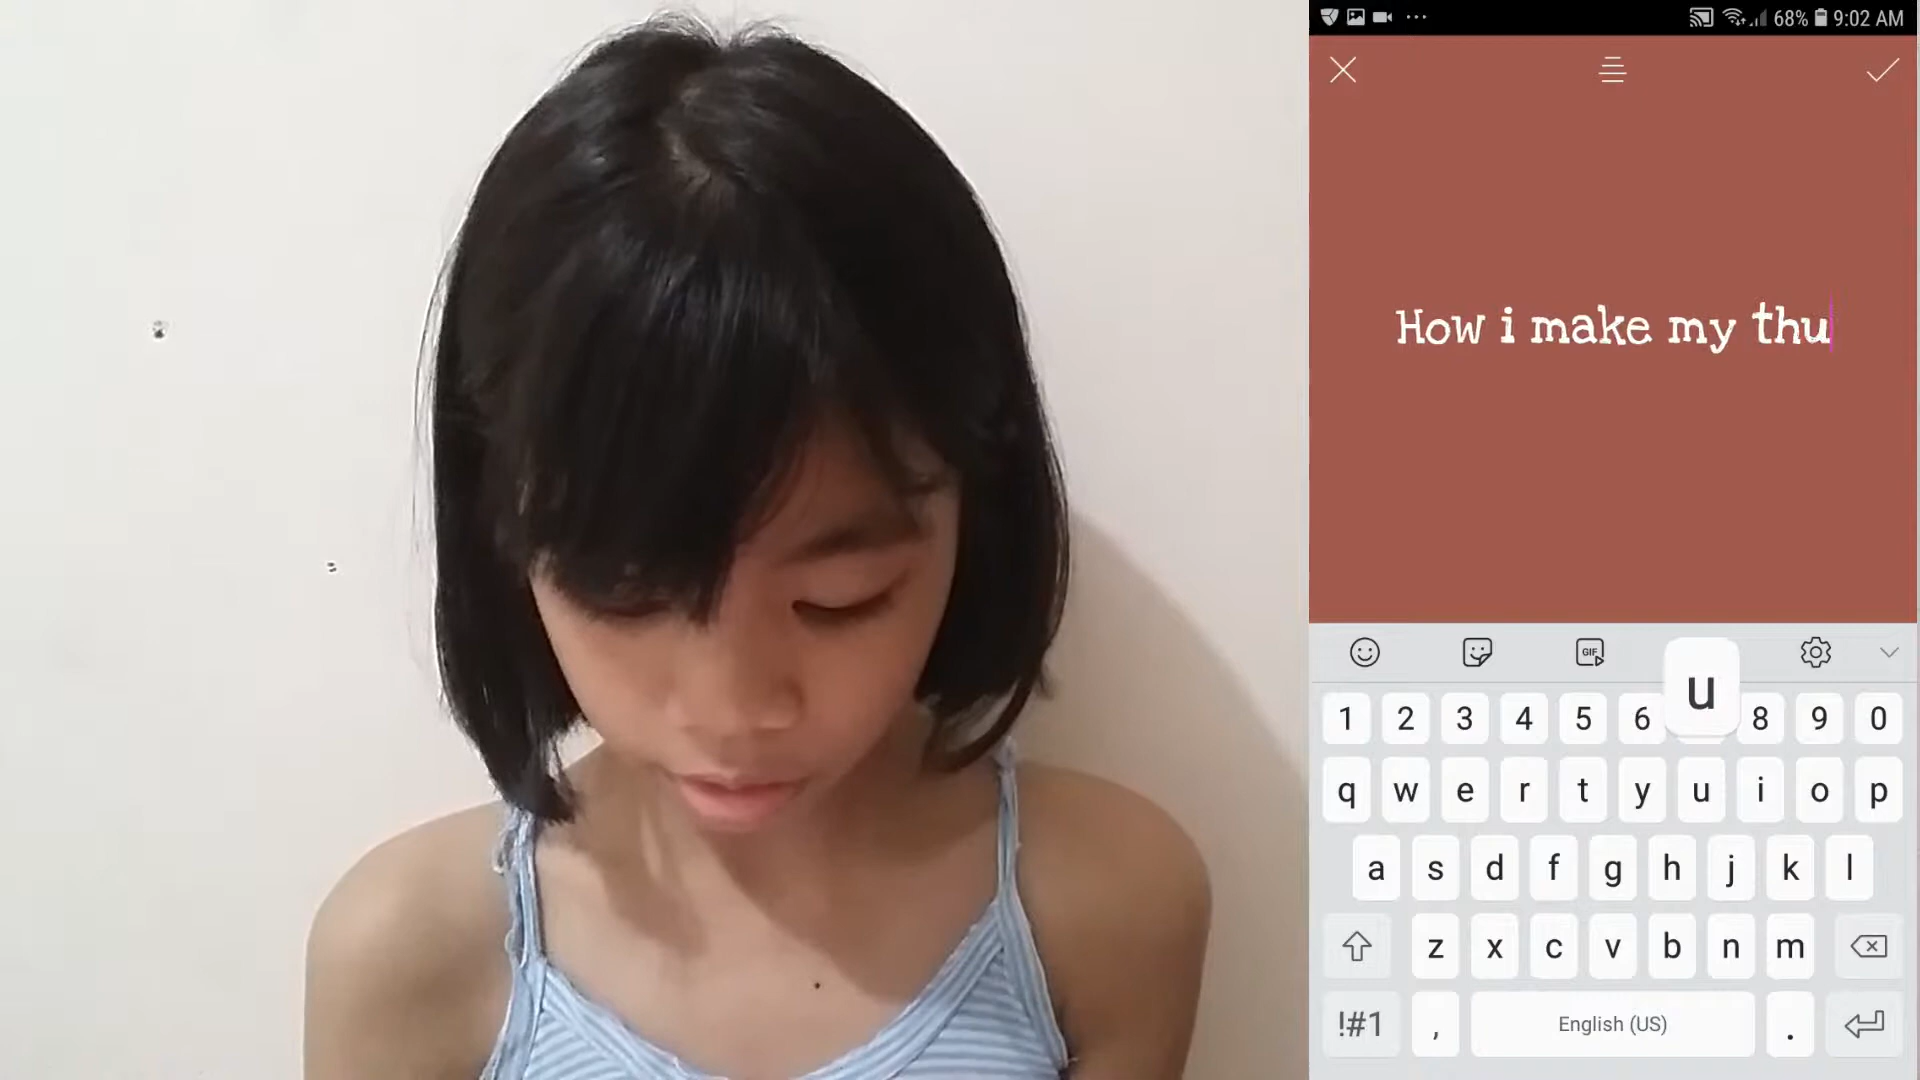 68% 9:02 AM
How i make my thu
GIF
u
1 2 3 4 5 6 8 9 0
q w e r t y u i o p
a s d f g h j k l
z x c v b n m
!#1 , English (US) .